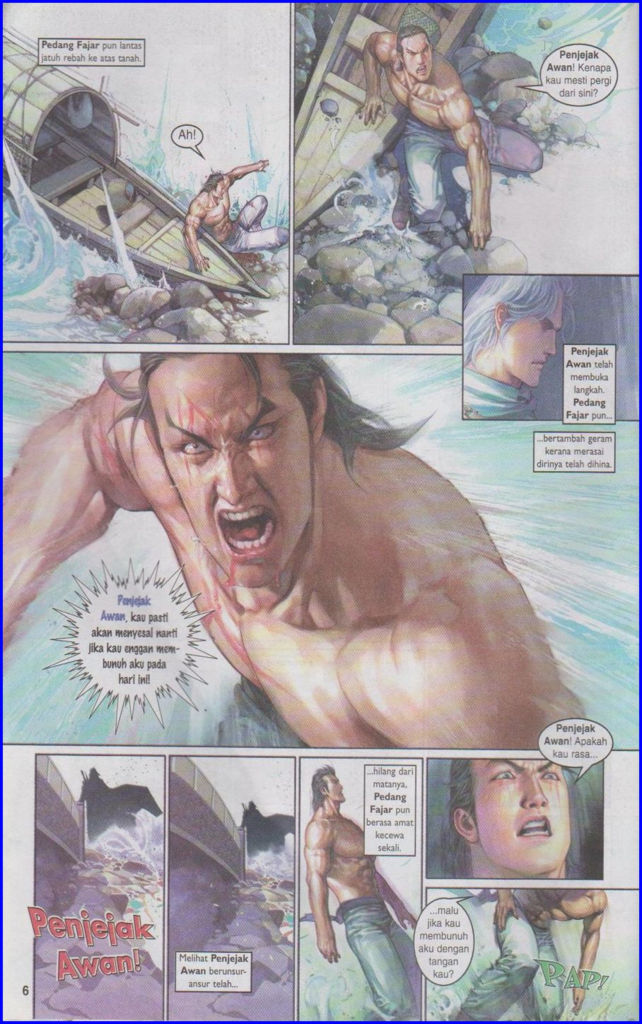 Pedang Fajar pun lantas
jatuh rebah ke atas tanah.
Ah!
Penjejak
Awan! Kenapa
kau mesti pergi
dari sini?
Penjejak
Awan telah
membuka
langkah.
Pedang
Fajar pun...
...bertambah geram
kerana merasai
dirinya telah dihina.
Penjejak
Awan, kau pasti
akan menyesal nanti
jika kau enggan mem-
bunuh aku pada
hari ini!
Penjejak
Awan!
Melihat Penjejak
Awan berunsur-
ansur telah...
...hilang dari
matanya,
Pedang
Fajar pun
berasa amat
kecewa
sekali.
Penjejak
Awan! Apakah
kau rasa...
...malu
jika kau
membunuh
aku dengan
tangan
kau?
PAP!
6